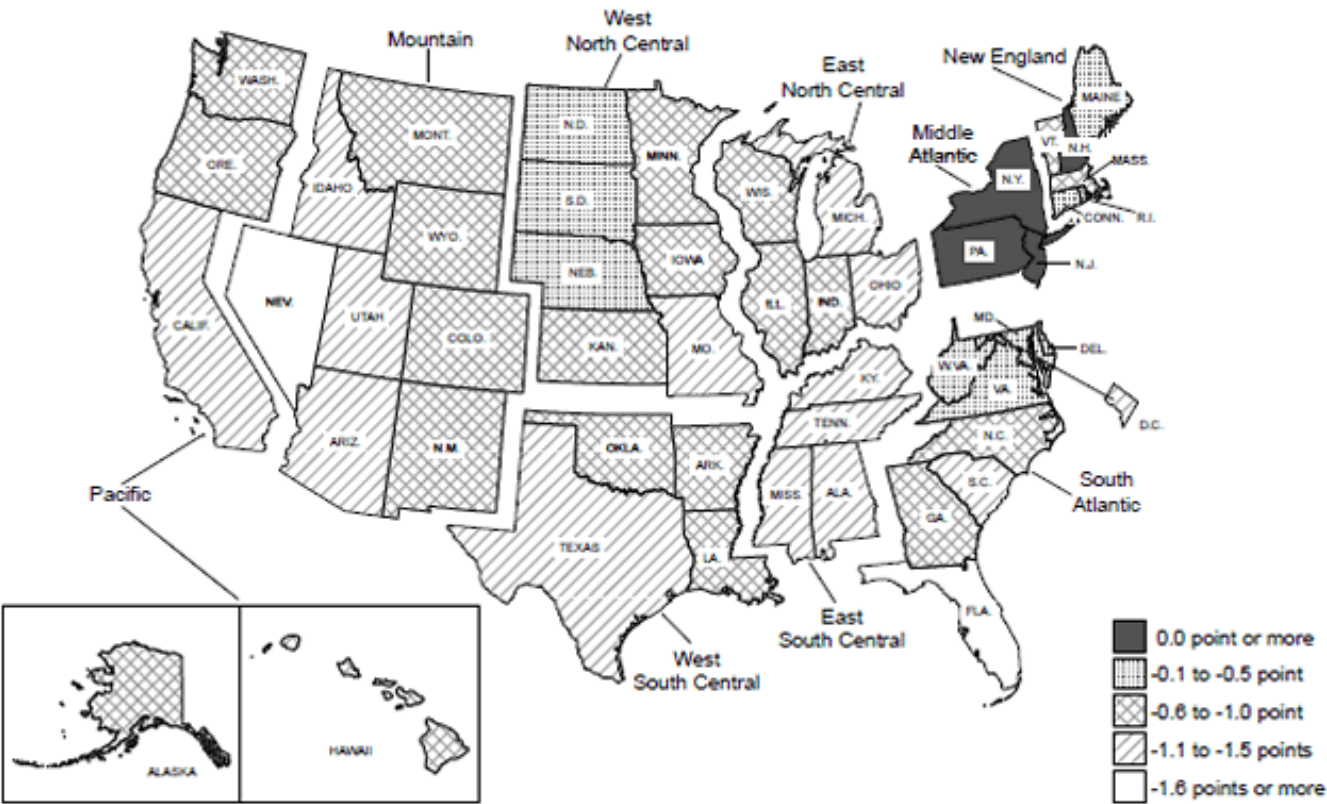 West
North Central
Mountain
New England
East
North Central
Middle
Atlantic
WASH.
MONT.
N.D.
MINN.
MAINE
VT.
N.H.
MASS.
ORE.
IDAHO
S.D.
WIS.
MICH.
N.Y.
CONN.
R.I.
WYO.
NEB.
IOWA
PA.
N.J.
NEV.
UTAH
COLO.
KAN.
MO.
ILL.
IND.
OHIO
CALIF.
MD.
DEL.
W.VA.
VA.
KY.
D.C.
ARIZ.
N.M.
OKLA.
ARK.
TENN.
N.C.
Pacific
TEXAS
LA.
MISS.
ALA.
GA.
S.C.
South
Atlantic
FLA.
East
South Central
West
South Central
HAWAII
ALASKA
0.0 point or more
-0.1 to -0.5 point
-0.6 to -1.0 point
-1.1 to -1.5 points
-1.6 points or more